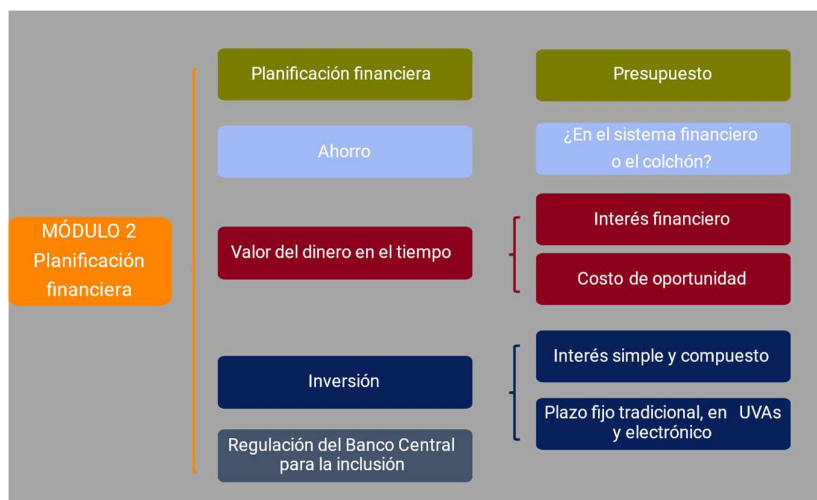 MÓDULO 2
Planificación
financiera
Planificación financiera
Presupuesto
Ahorro
¿En el sistema financiero
o el colchón?
Valor del dinero en el tiempo
Interés financiero
Costo de oportunidad
Inversión
Interés simple y compuesto
Plazo fijo tradicional, en UVAs
y electrónico
Regulación del Banco Central
para la inclusión